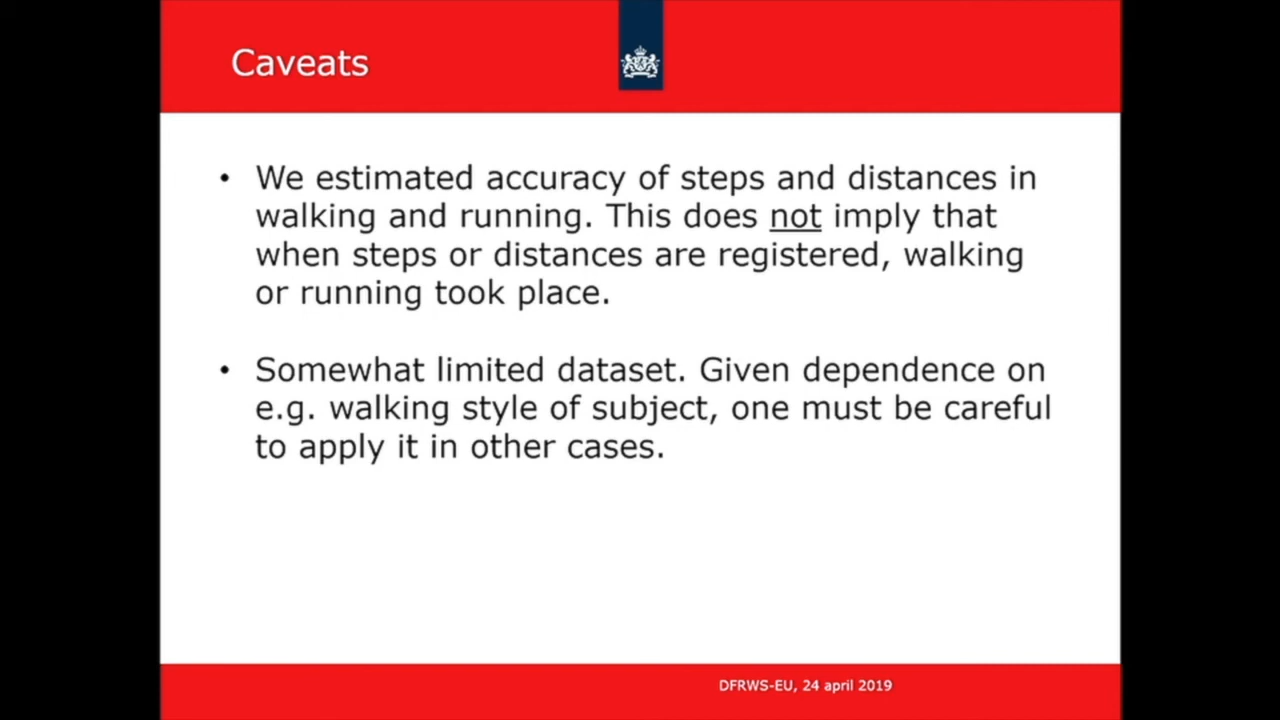 Caveats
• We estimated accuracy of steps and distances in
walking and running. This does not imply that
when steps or distances are registered, walking
or running took place.
• Somewhat limited dataset. Given dependence on
e.g. walking style of subject, one must be careful
to apply it in other cases.
DFRWS-EU, 24 april 2019